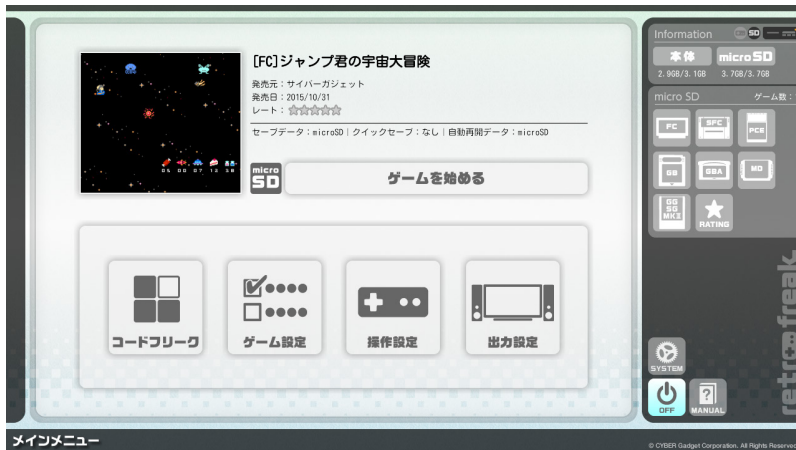 [FC]ジャンプ君の宇宙大冒険
発売元：サイバーガジェット
発売日：2015/10/31
レート：☆☆☆☆☆
セーブデータ：microSD｜クイックセーブ：なし｜自動再開データ：microSD
micro SD
ゲームを始める
コードフリーク
ゲーム設定
操作設定
出力設定
メインメニュー
Information
SD
本体
microSD
2.9GB/3.1GB
3.7GB/3.7GB
micro SD
ゲーム数：
FC
SFC
PCE
GB
GBA
MD
GG
SG
MKⅢ
RATING
retro freak
SYSTEM
OFF
MANUAL
© CYBER Gadget Corporation. All Rights Reserved